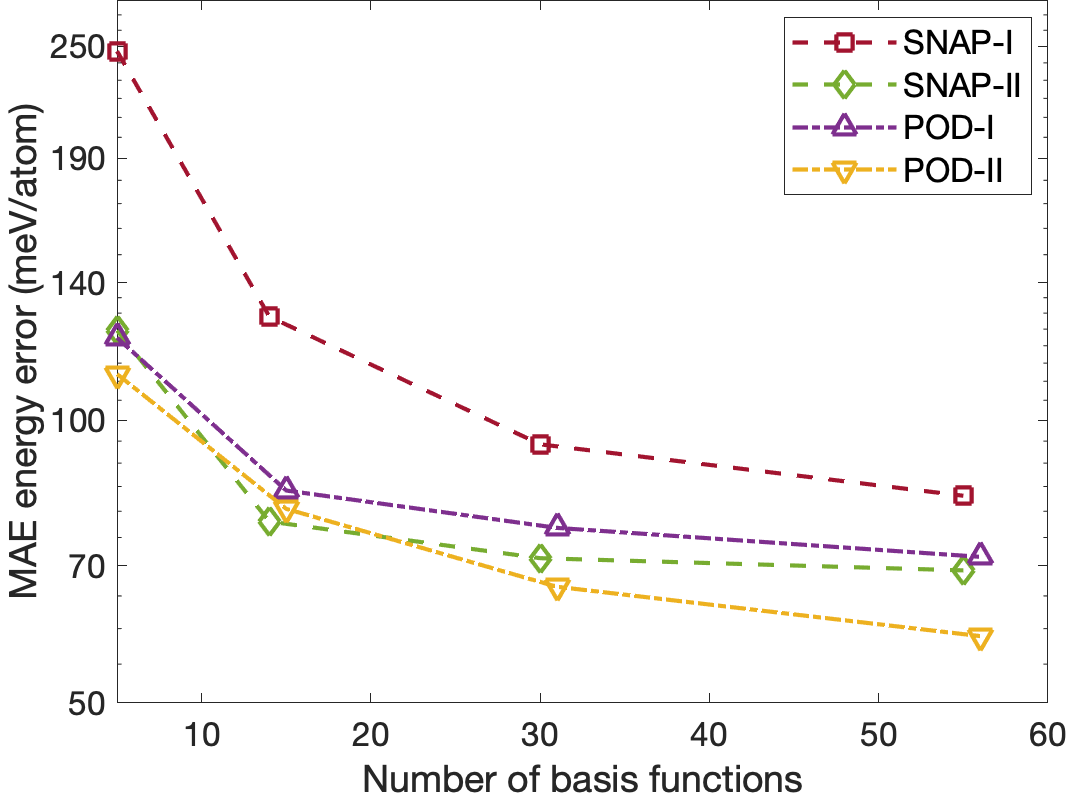 SNAP-I
SNAP-II
POD-I
POD-II
MAE energy error (meV/atom)
250
190
140
100
70
50
10
20
30
40
50
60
Number of basis functions